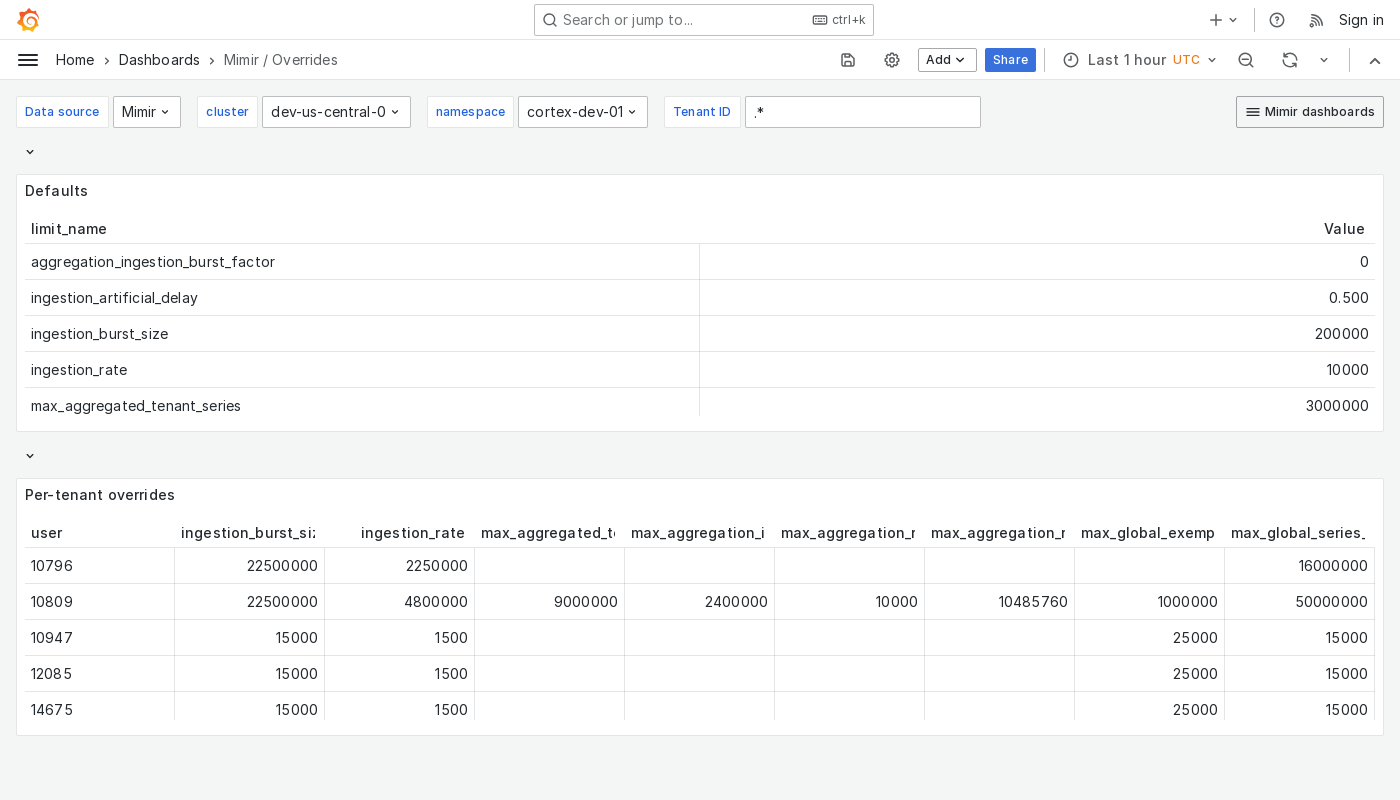 Search or jump to... ctrl+k Sign in
Home Dashboards Mimir / Overrides Add Share Last 1 hour UTC
Data source Mimir cluster dev-us-central-0 namespace cortex-dev-01 Tenant ID .* Mimir dashboards
Defaults
limit_name Value
aggregation_ingestion_burst_factor 0
ingestion_artificial_delay 0.500
ingestion_burst_size 200000
ingestion_rate 10000
max_aggregated_tenant_series 3000000
Per-tenant overrides
user ingestion_burst_siz ingestion_rate max_aggregated_te max_aggregation_i max_aggregation_r max_aggregation_r max_global_exemp max_global_series_
10796 22500000 2250000 16000000
10809 22500000 4800000 9000000 2400000 10000 10485760 1000000 50000000
10947 15000 1500 25000 15000
12085 15000 1500 25000 15000
14675 15000 1500 25000 15000